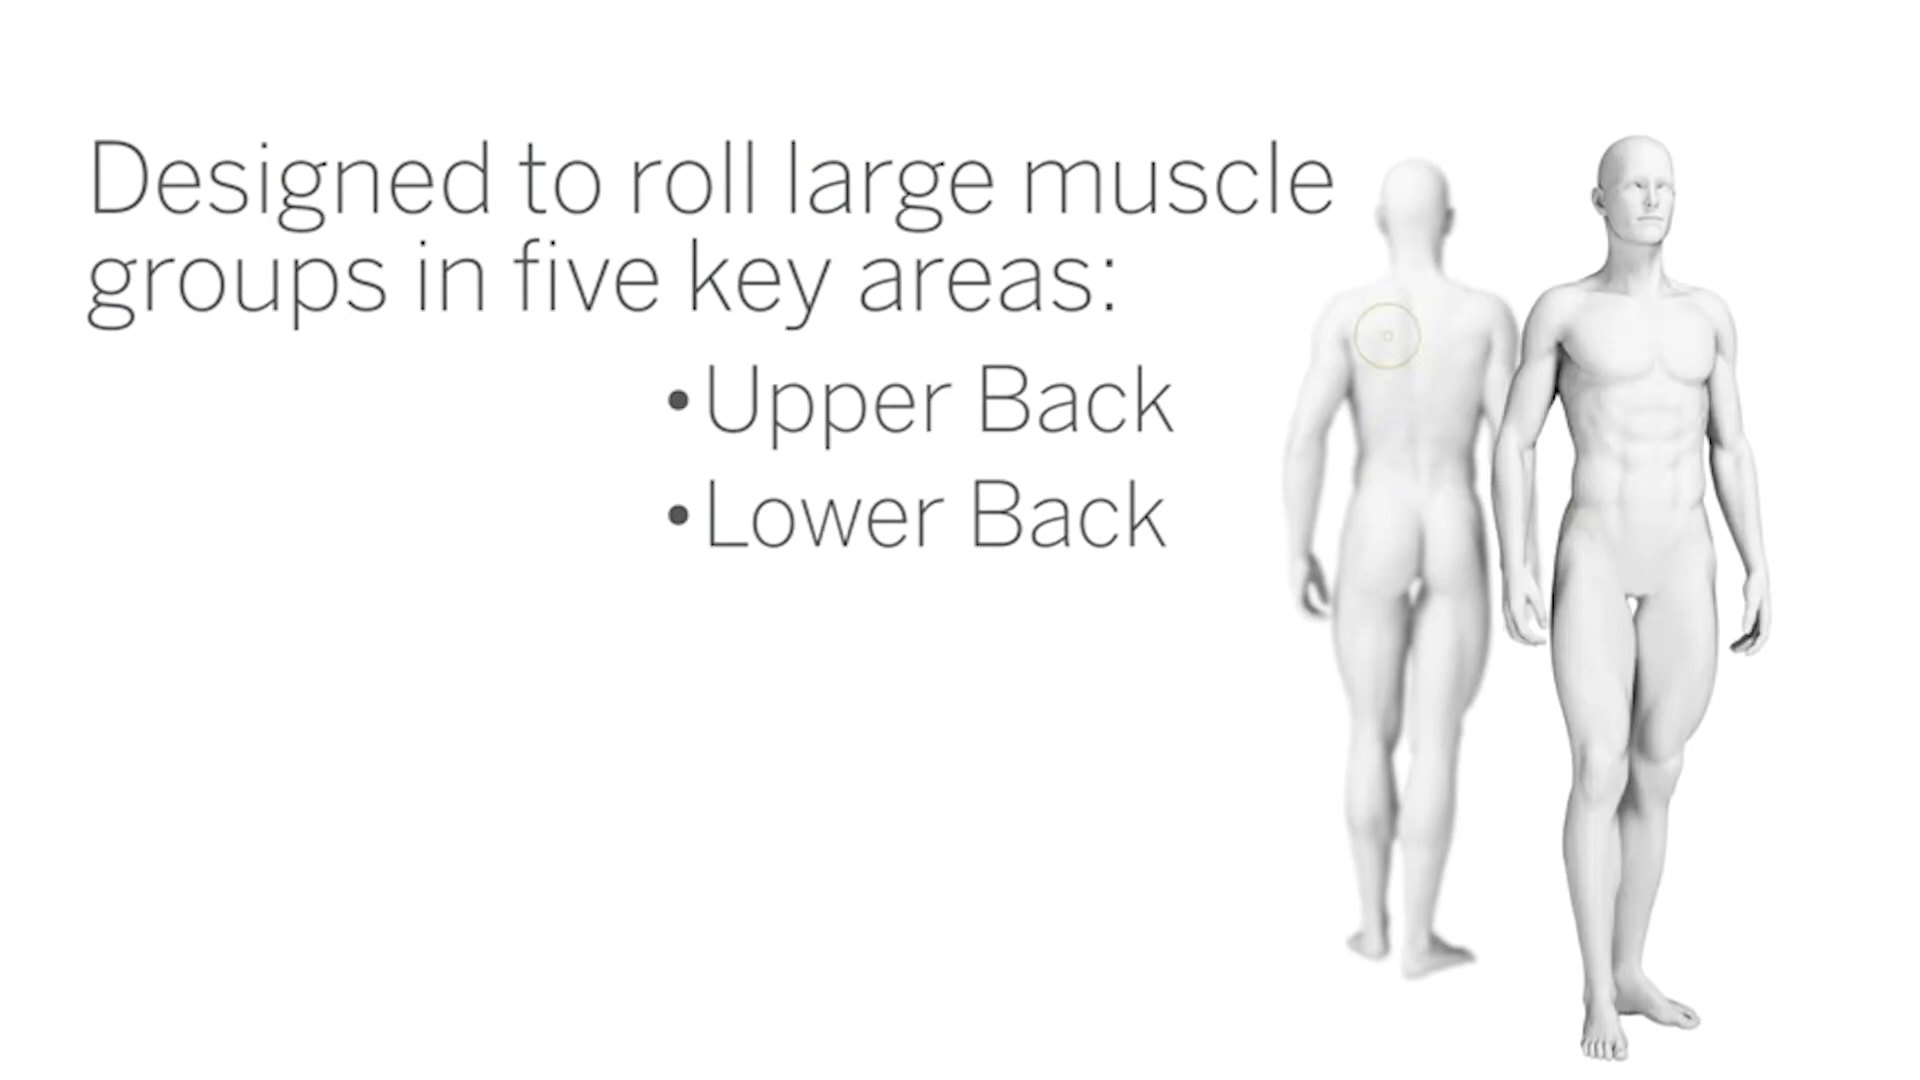 Designed to roll large muscle
groups in five key areas:
•Upper Back
•Lower Back